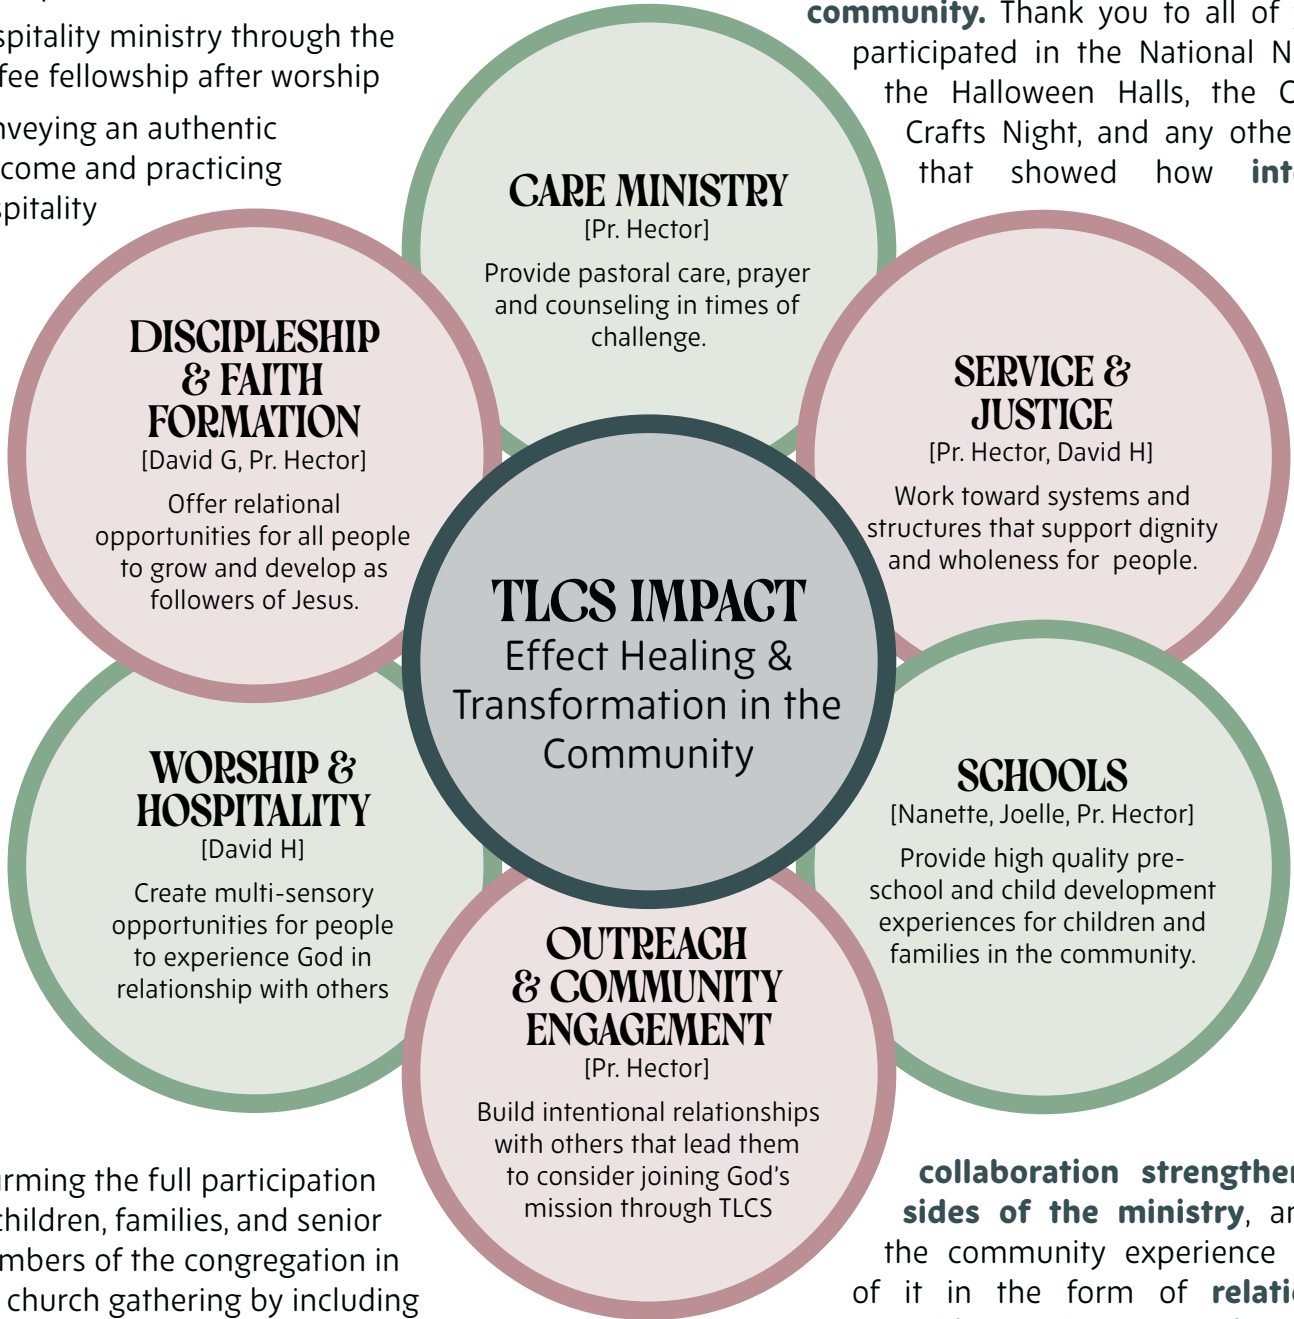 spitality ministry through the
fee fellowship after worship
nveying an authentic
come and practicing
spitality
community. Thank you to all of
participated in the National N
the Halloween Halls, the C
Crafts Night, and any othe
that showed how int
CARE MINISTRY
[Pr. Hector]
Provide pastoral care, prayer
and counseling in times of
challenge.
DISCIPLESHIP
& FAITH
FORMATION
[David G, Pr. Hector]
Offer relational
opportunities for all people
to grow and develop as
followers of Jesus.
SERVICE &
JUSTICE
[Pr. Hector, David H]
Work toward systems and
structures that support dignity
and wholeness for people.
TLCS IMPACT
Effect Healing &
Transformation in the
Community
WORSHIP &
HOSPITALITY
[David H]
Create multi-sensory
opportunities for people
to experience God in
relationship with others
SCHOOLS
[Nanette, Joelle, Pr. Hector]
Provide high quality pre-
school and child development
experiences for children and
families in the community.
OUTREACH
& COMMUNITY
ENGAGEMENT
[Pr. Hector]
Build intentional relationships
with others that lead them
to consider joining God's
mission through TLCS
rming the full participation
children, families, and senior
mbers of the congregation in
church gathering by including
collaboration strengthe
sides of the ministry, an
the community experience
of it in the form of relati